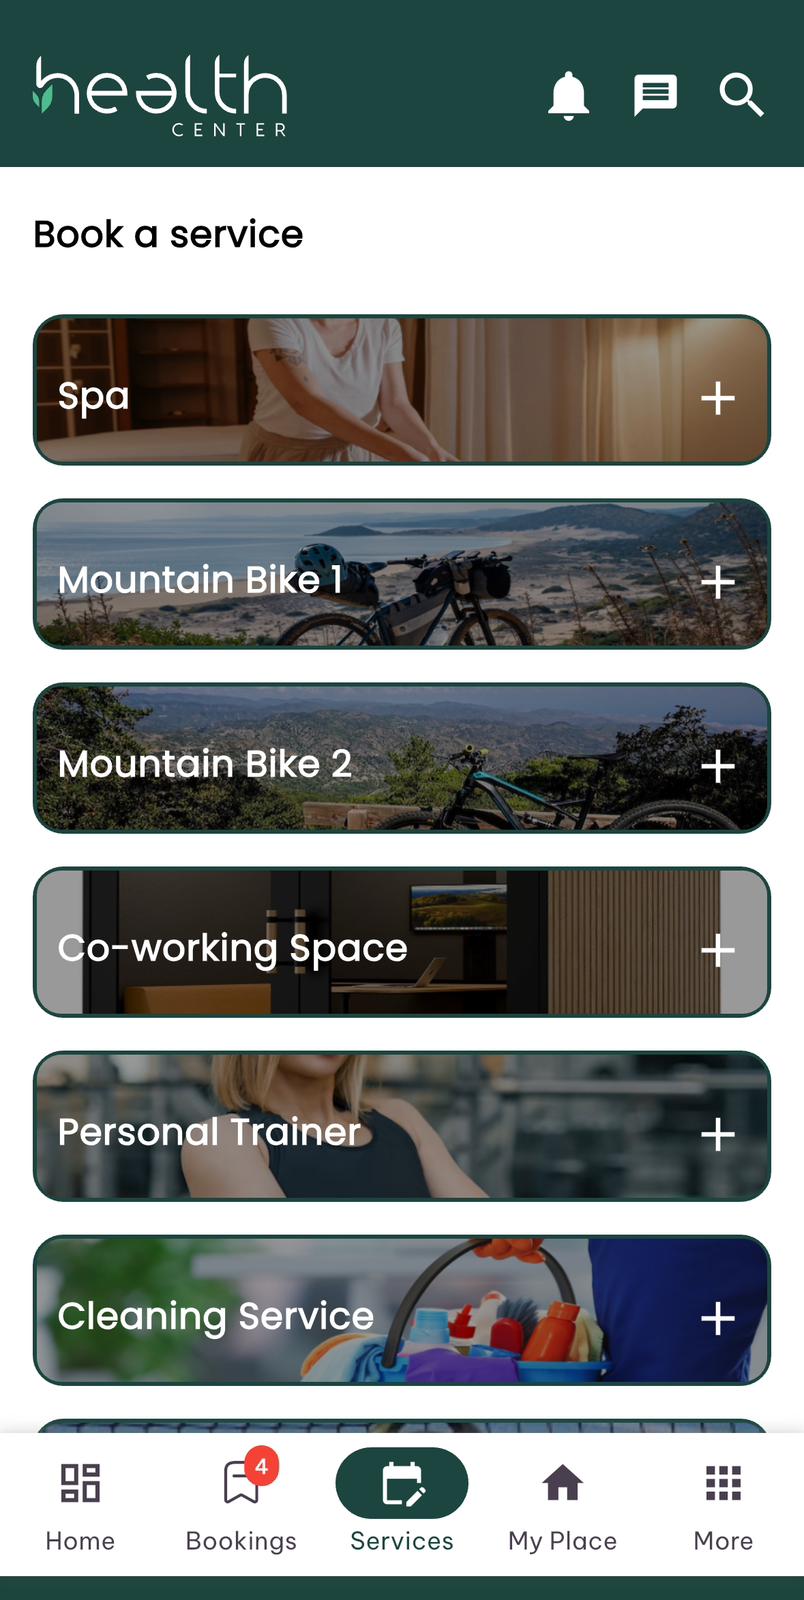 health
CENTER
Book a service
Spa
Mountain Bike 1
Mountain Bike 2
Co-working Space
Personal Trainer
Cleaning Service
4
Home
Bookings
Services
My Place
More